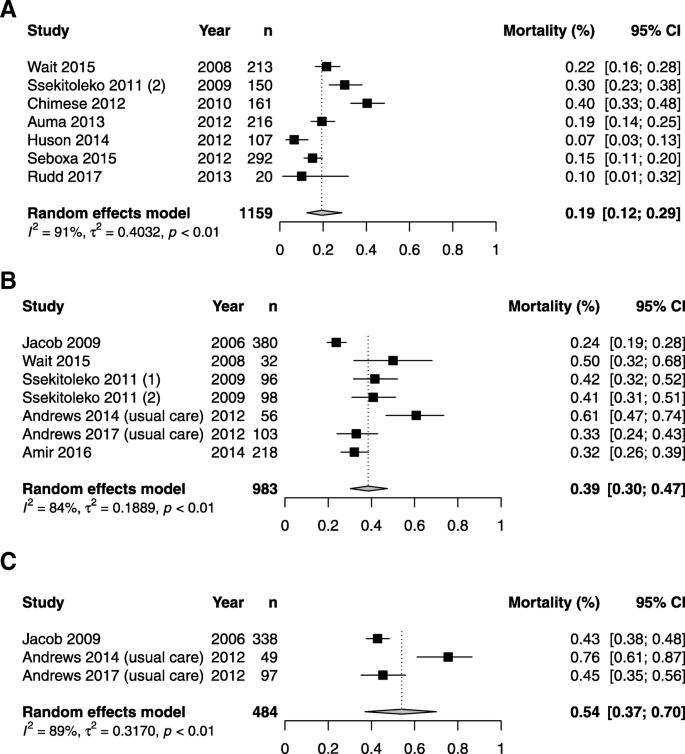 A
Study Year n Mortality (%) 95% CI
Wait 2015 2008 213 0.22 [0.16; 0.28]
Ssekitoleko 2011 (2) 2009 150 0.30 [0.23; 0.38]
Chimese 2012 2010 161 0.40 [0.33; 0.48]
Auma 2013 2012 216 0.19 [0.14; 0.25]
Huson 2014 2012 107 0.07 [0.03; 0.13]
Seboxa 2015 2012 292 0.15 [0.11; 0.20]
Rudd 2017 2013 20 0.10 [0.01; 0.32]
Random effects model 1159 0.19 [0.12; 0.29]
I² = 91%, τ² = 0.4032, p < 0.01
0 0.2 0.4 0.6 0.8 1
B
Study Year n Mortality (%) 95% CI
Jacob 2009 2006 380 0.24 [0.19; 0.28]
Wait 2015 2008 32 0.50 [0.32; 0.68]
Ssekitoleko 2011 (1) 2009 96 0.42 [0.32; 0.52]
Ssekitoleko 2011 (2) 2009 98 0.41 [0.31; 0.51]
Andrews 2014 (usual care) 2012 56 0.61 [0.47; 0.74]
Andrews 2017 (usual care) 2012 103 0.33 [0.24; 0.43]
Amir 2016 2014 218 0.32 [0.26; 0.39]
Random effects model 983 0.39 [0.30; 0.47]
I² = 84%, τ² = 0.1889, p < 0.01
0 0.2 0.4 0.6 0.8 1
C
Study Year n Mortality (%) 95% CI
Jacob 2009 2006 338 0.43 [0.38; 0.48]
Andrews 2014 (usual care) 2012 49 0.76 [0.61; 0.87]
Andrews 2017 (usual care) 2012 97 0.45 [0.35; 0.56]
Random effects model 484 0.54 [0.37; 0.70]
I² = 89%, τ² = 0.3170, p < 0.01
0 0.2 0.4 0.6 0.8 1